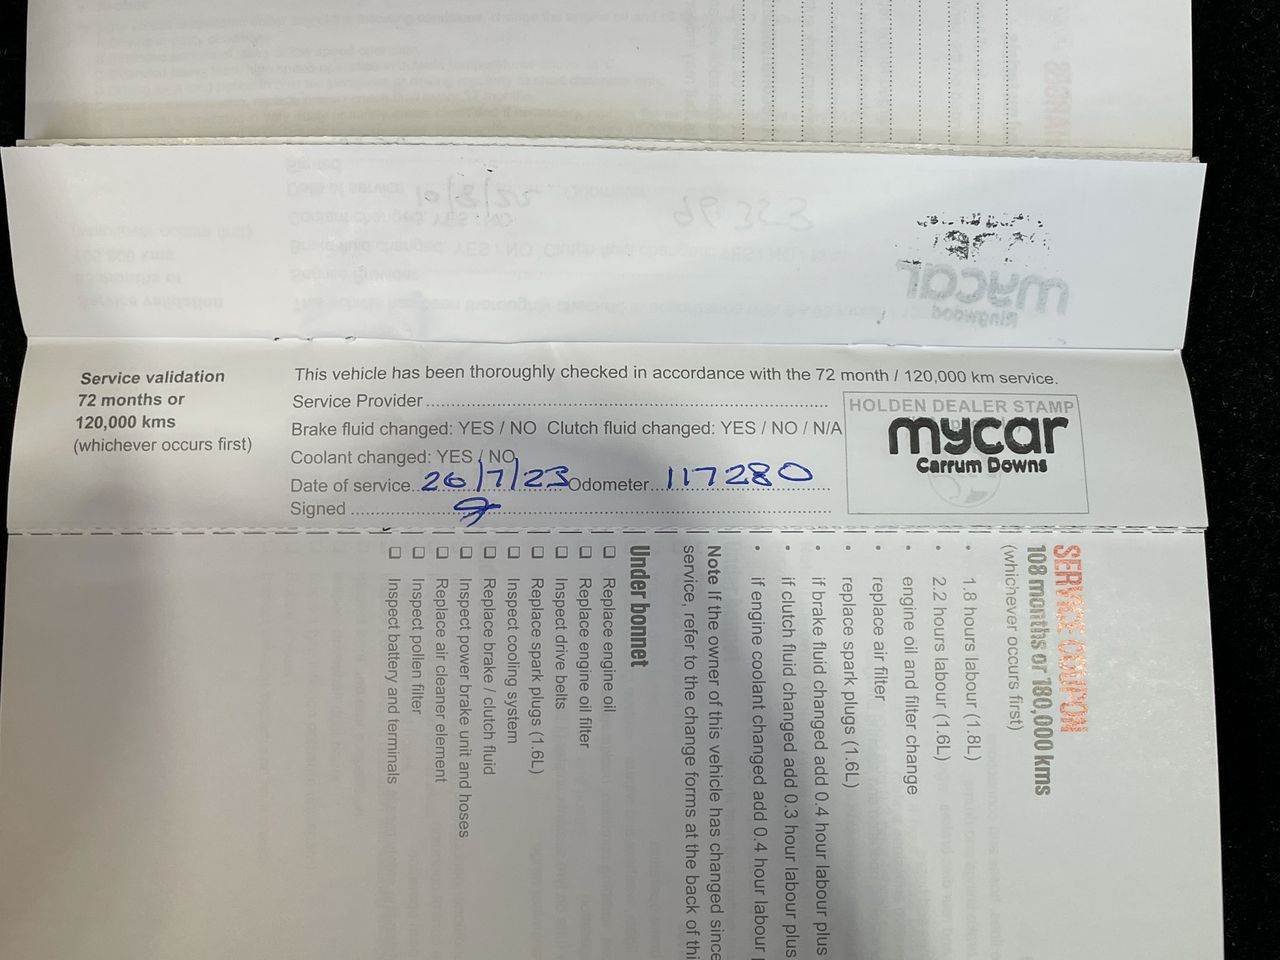 Service validation
72 months or
120,000 kms
(whichever occurs first)
This vehicle has been thoroughly checked in accordance with the 72 month / 120,000 km service.
Service Provider
Brake fluid changed: YES / NO Clutch fluid changed: YES / NO / N/A
Coolant changed: YES / NO
Date of service 26/7/23 Odometer 117280
Signed
HOLDEN DEALER STAMP
mycar
Carrum Downs
SERVICE COUPON
108 months or 180,000 kms
(whichever occurs first)
• 1.8 hours labour (1.8L)
• 2.2 hours labour (1.6L)
• engine oil and filter change
• replace air filter
• replace spark plugs (1.6L)
• if brake fluid changed add 0.4 hour labour plus
• if clutch fluid changed add 0.3 hour labour plus
• if engine coolant changed add 0.4 hour labour
Note If the owner of this vehicle has changed since
service, refer to the change forms at the back of thi
Under bonnet
☐ Replace engine oil
☐ Replace engine oil filter
☐ Inspect drive belts
☐ Replace spark plugs (1.6L)
☐ Inspect cooling system
☐ Replace brake / clutch fluid
☐ Inspect power brake unit and hoses
☐ Replace air cleaner element
☐ Inspect pollen filter
☐ Inspect battery and terminals